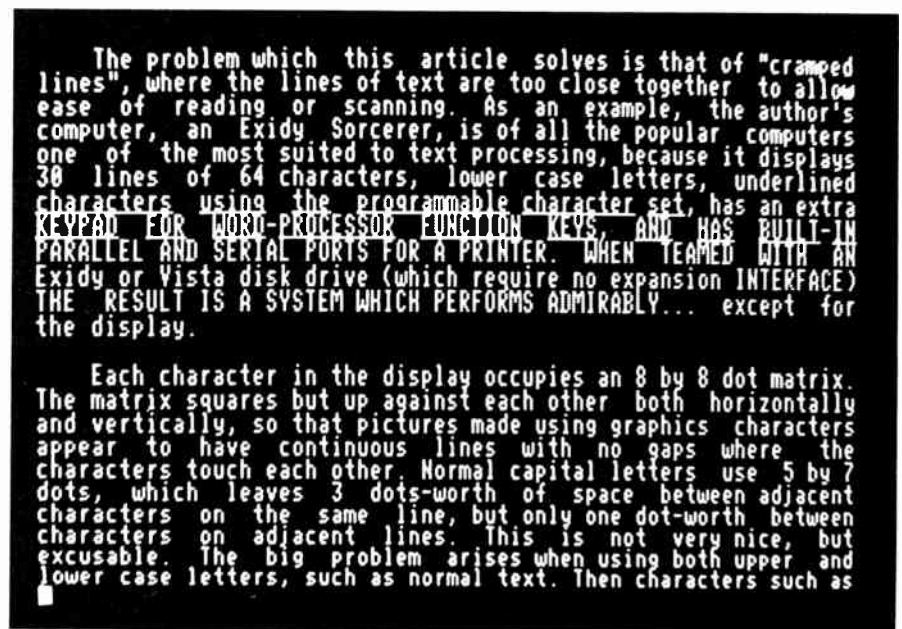 The problem which this article solves is that of "cramped
lines", where the lines of text are too close together to allow
ease of reading or scanning. As an example, the author's
computer, an Exidy Sorcerer, is of all the popular computers
one of the most suited to text processing, because it displays
30 lines of 64 characters, lower case letters, underlined
characters using the programmable character set, has an extra
KEYPAD FOR WORD-PROCESSOR FUNCTION KEYS, AND HAS BUILT-IN
PARALLEL AND SERIAL PORTS FOR A PRINTER. WHEN TEAMED WITH AN
Exidy or Vista disk drive (which require no expansion INTERFACE)
THE RESULT IS A SYSTEM WHICH PERFORMS ADMIRABLY... except for
the display.
Each character in the display occupies an 8 by 8 dot matrix.
The matrix squares but up against each other both horizontally
and vertically, so that pictures made using graphics characters
appear to have continuous lines with no gaps where the
characters touch each other. Normal capital letters use 5 by 7
dots, which leaves 3 dots-worth of space between adjacent
characters on the same line, but only one dot-worth between
characters on adjacent lines. This is not very nice, but
excusable. The big problem arises when using both upper and
lower case letters, such as normal text. Then characters such as